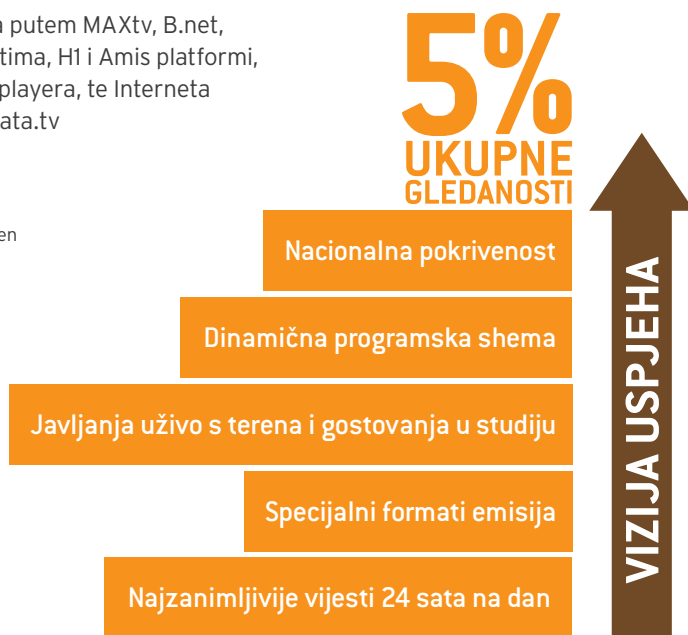 a putem MAXtv, B.net,
tima, H1 i Amis platformi,
playera, te Interneta
ata.tv
en
5%
UKUPNE
GLEDANOSTI
Nacionalna pokrivenost
Dinamična programska shema
Javljanja uživo s terena i gostovanja u studiju
Specijalni formati emisija
Najzanimljivije vijesti 24 sata na dan
VIZIJA USPJEHA